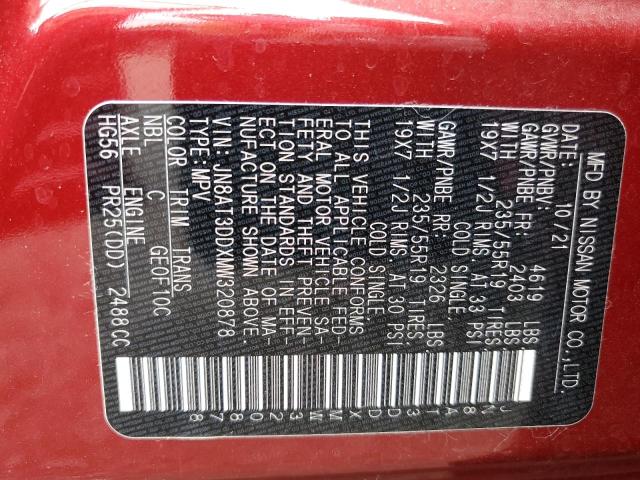 MFD BY NISSAN MOTOR CO.,LTD.
10/21
GVWR/PNBV: 4619 LBS
GAWR/PNBE FR: 2403 LBS
WITH 235/55R19 TIRES
19X7 1/2J RIMS AT 33 PSI
COLD SINGLE.
GAWR/PNBE RR: 2326 LBS
WITH 235/55R19 TIRES
19X7 1/2J RIMS AT 30 PSI
COLD SINGLE.
THIS VEHICLE CONFORMS
TO ALL APPLICABLE FED-
ERAL MOTOR VEHICLE SA-
FETY AND THEFT PREVEN-
TION STANDARDS IN EFF-
ECT ON THE DATE OF MA-
NUFACTURE SHOWN ABOVE.
VIN:JN8AT3DDXMW320878
TYPE:MPV
COLOR TRIM TRANS
NBL C GE0F10C
AXLE ENGINE
HG56 PR25(DD) 2488CC
JN8AT3DDXMW320878